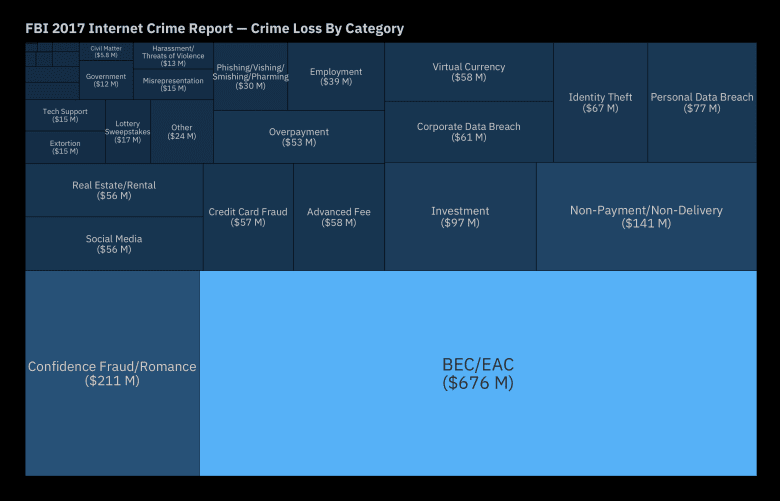 FBI 2017 Internet Crime Report — Crime Loss By Category
Civil Matter
($5.8 M)
Harassment/
Threats of Violence
($13 M)
Government
($12 M)
Misrepresentation
($15 M)
Phishing/Vishing/
Smishing/Pharming
($30 M)
Employment
($39 M)
Virtual Currency
($58 M)
Identity Theft
($67 M)
Personal Data Breach
($77 M)
Tech Support
($15 M)
Lottery
Sweepstakes
($17 M)
Other
($24 M)
Overpayment
($53 M)
Corporate Data Breach
($61 M)
Extortion
($15 M)
Real Estate/Rental
($56 M)
Credit Card Fraud
($57 M)
Advanced Fee
($58 M)
Investment
($97 M)
Non-Payment/Non-Delivery
($141 M)
Social Media
($56 M)
Confidence Fraud/Romance
($211 M)
BEC/EAC
($676 M)